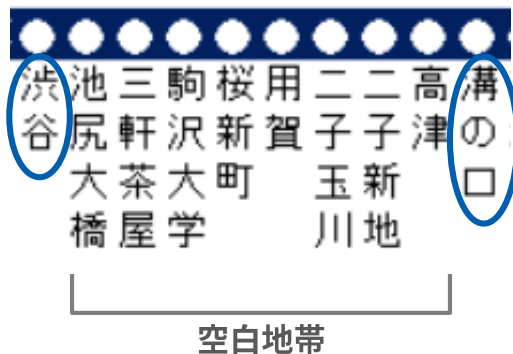 渋谷
池尻大橋
三軒茶屋
駒沢大学
桜新町
用賀
二子玉川
二子新地
高津
溝の口
空白地帯